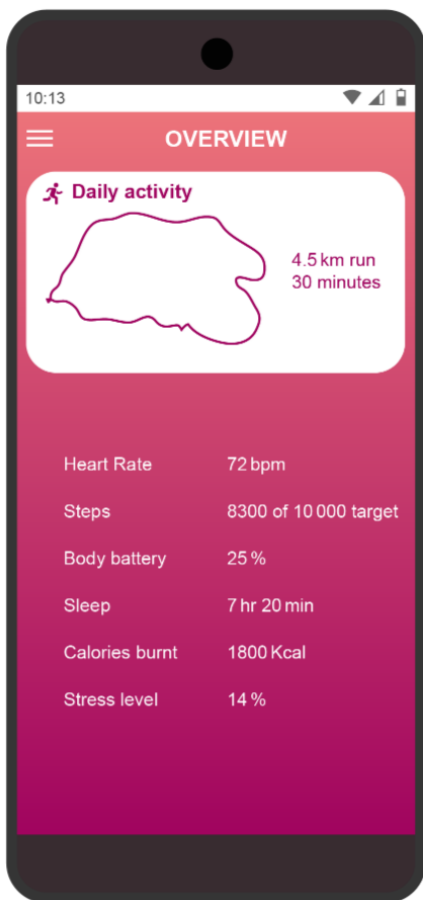 10:13
OVERVIEW
Daily activity
4.5 km run
30 minutes
Heart Rate 72 bpm
Steps 8300 of 10 000 target
Body battery 25 %
Sleep 7 hr 20 min
Calories burnt 1800 Kcal
Stress level 14 %